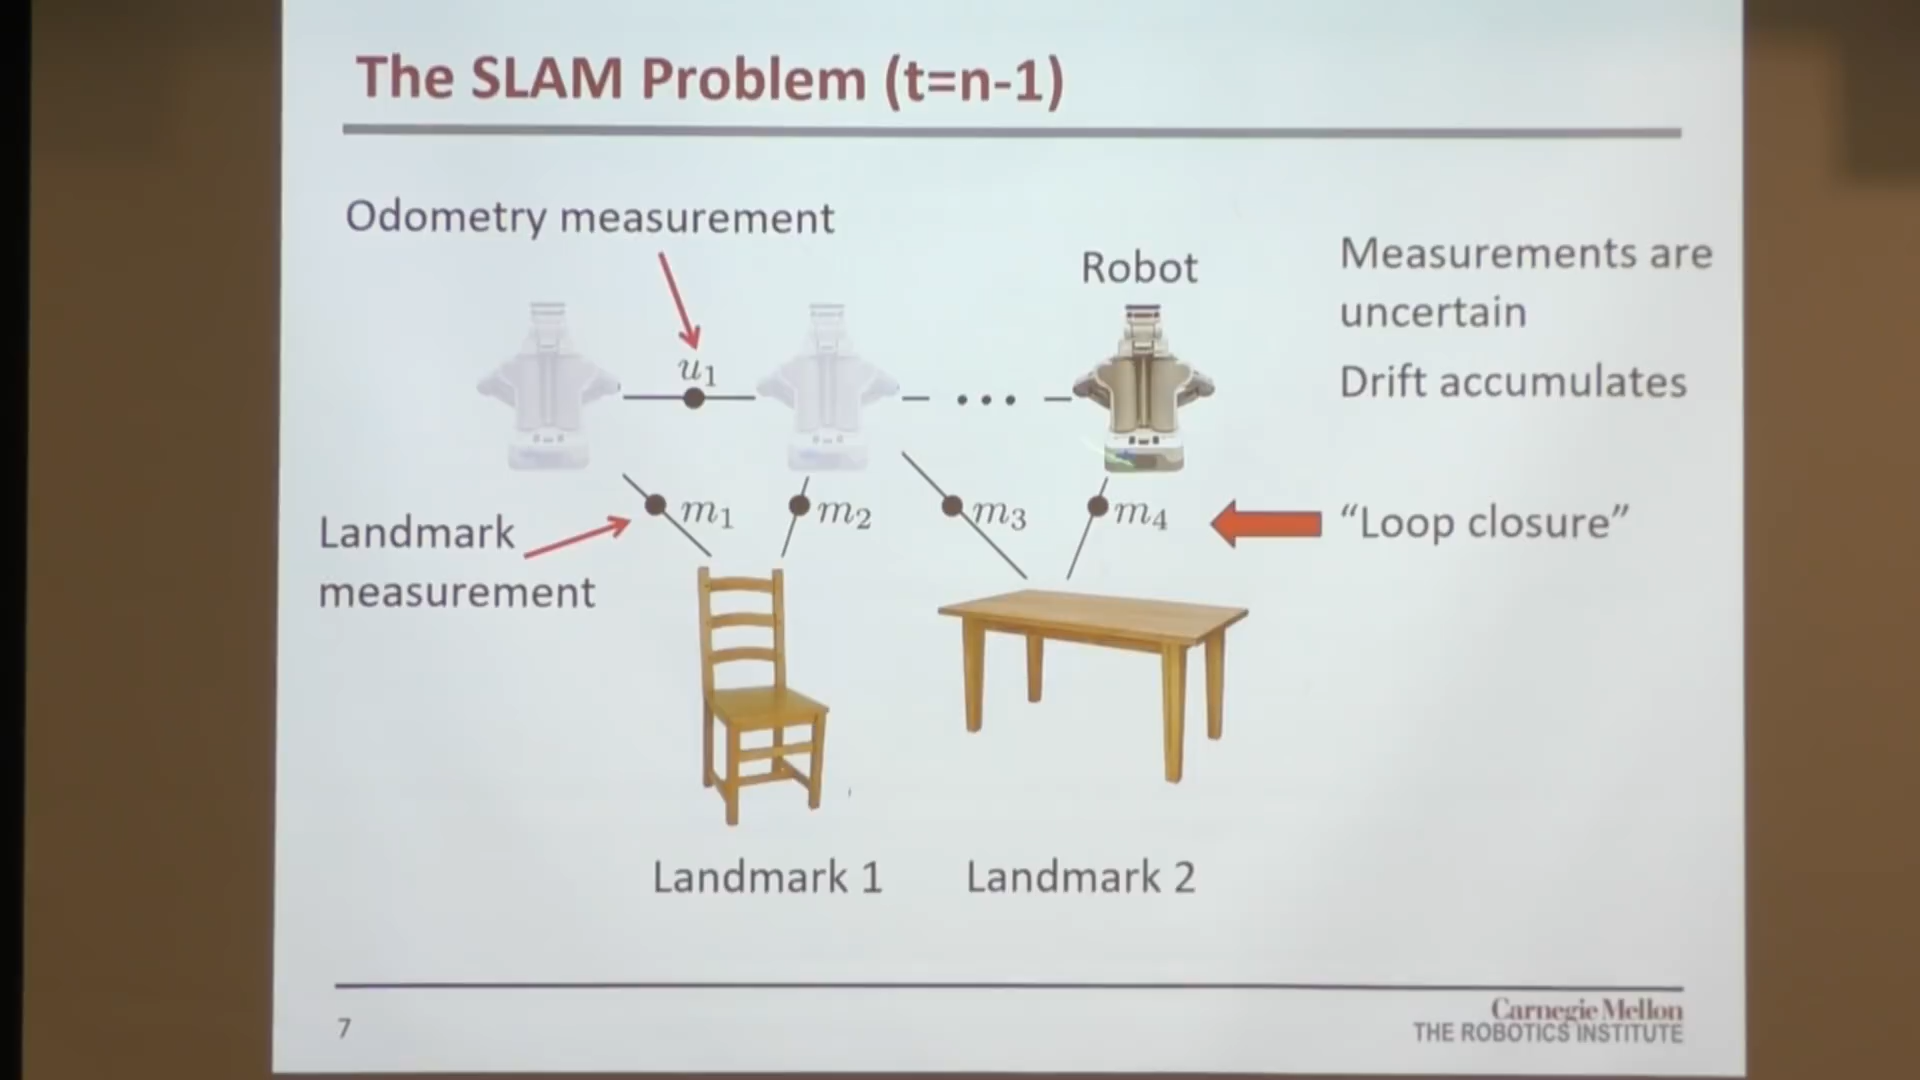 The SLAM Problem (t=n-1)
Odometry measurement
Robot
Measurements are
uncertain
Drift accumulates
u1
m1
m2
m3
m4
"Loop closure"
Landmark
measurement
Landmark 1
Landmark 2
7
Carnegie Mellon
THE ROBOTICS INSTITUTE